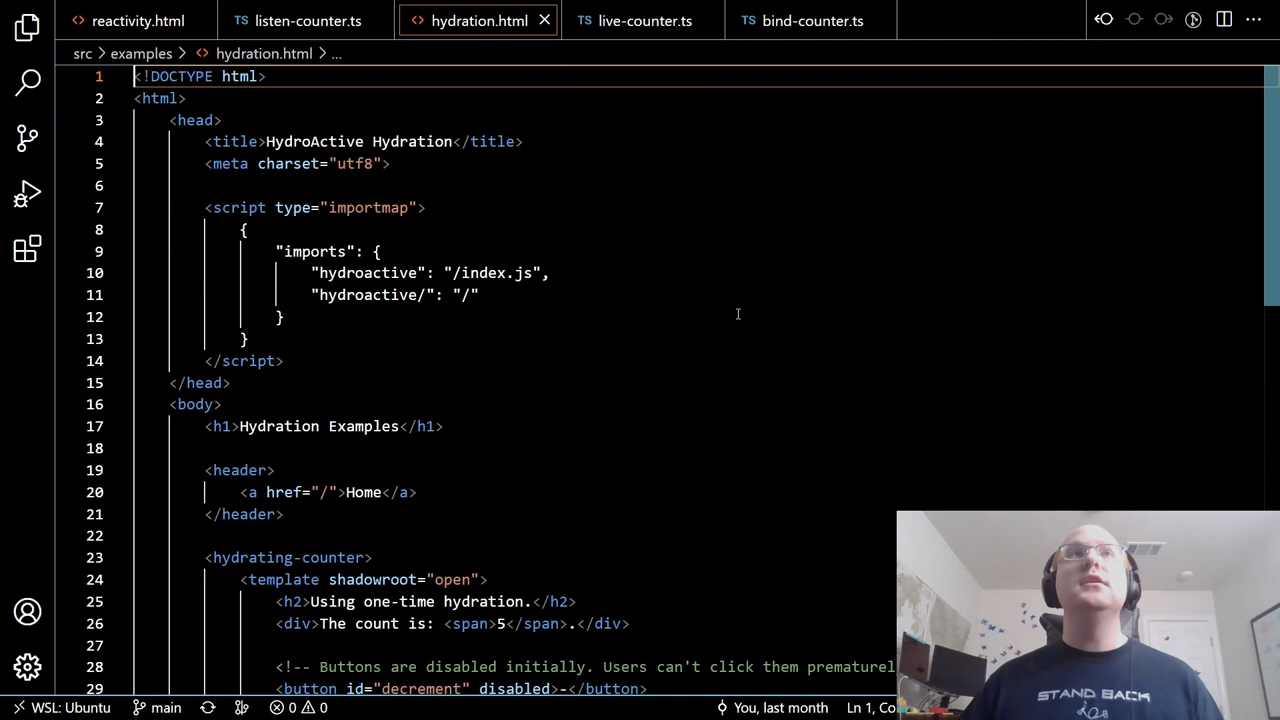 reactivity.html
TS listen-counter.ts
<> hydration.html
TS live-counter.ts
TS bind-counter.ts
src > examples > <> hydration.html > ...
1 <!DOCTYPE html>
2 <html>
3 <head>
4 <title>HydroActive Hydration</title>
5 <meta charset="utf8">
6
7 <script type="importmap">
8 {
9 "imports": {
10 "hydroactive": "/index.js",
11 "hydroactive/": "/"
12 }
13 }
14 </script>
15 </head>
16 <body>
17 <h1>Hydration Examples</h1>
18
19 <header>
20 <a href="/">Home</a>
21 </header>
22
23 <hydrating-counter>
24 <template shadowroot="open">
25 <h2>Using one-time hydration.</h2>
26 <div>The count is: <span>5</span>.</div>
27
28 <!-- Buttons are disabled initially. Users can't click them prematurel
29 <button id="decrement" disabled>-</button>
STAND BACK
WSL: Ubuntu
main
0
0
You, last month
Ln 1, Co